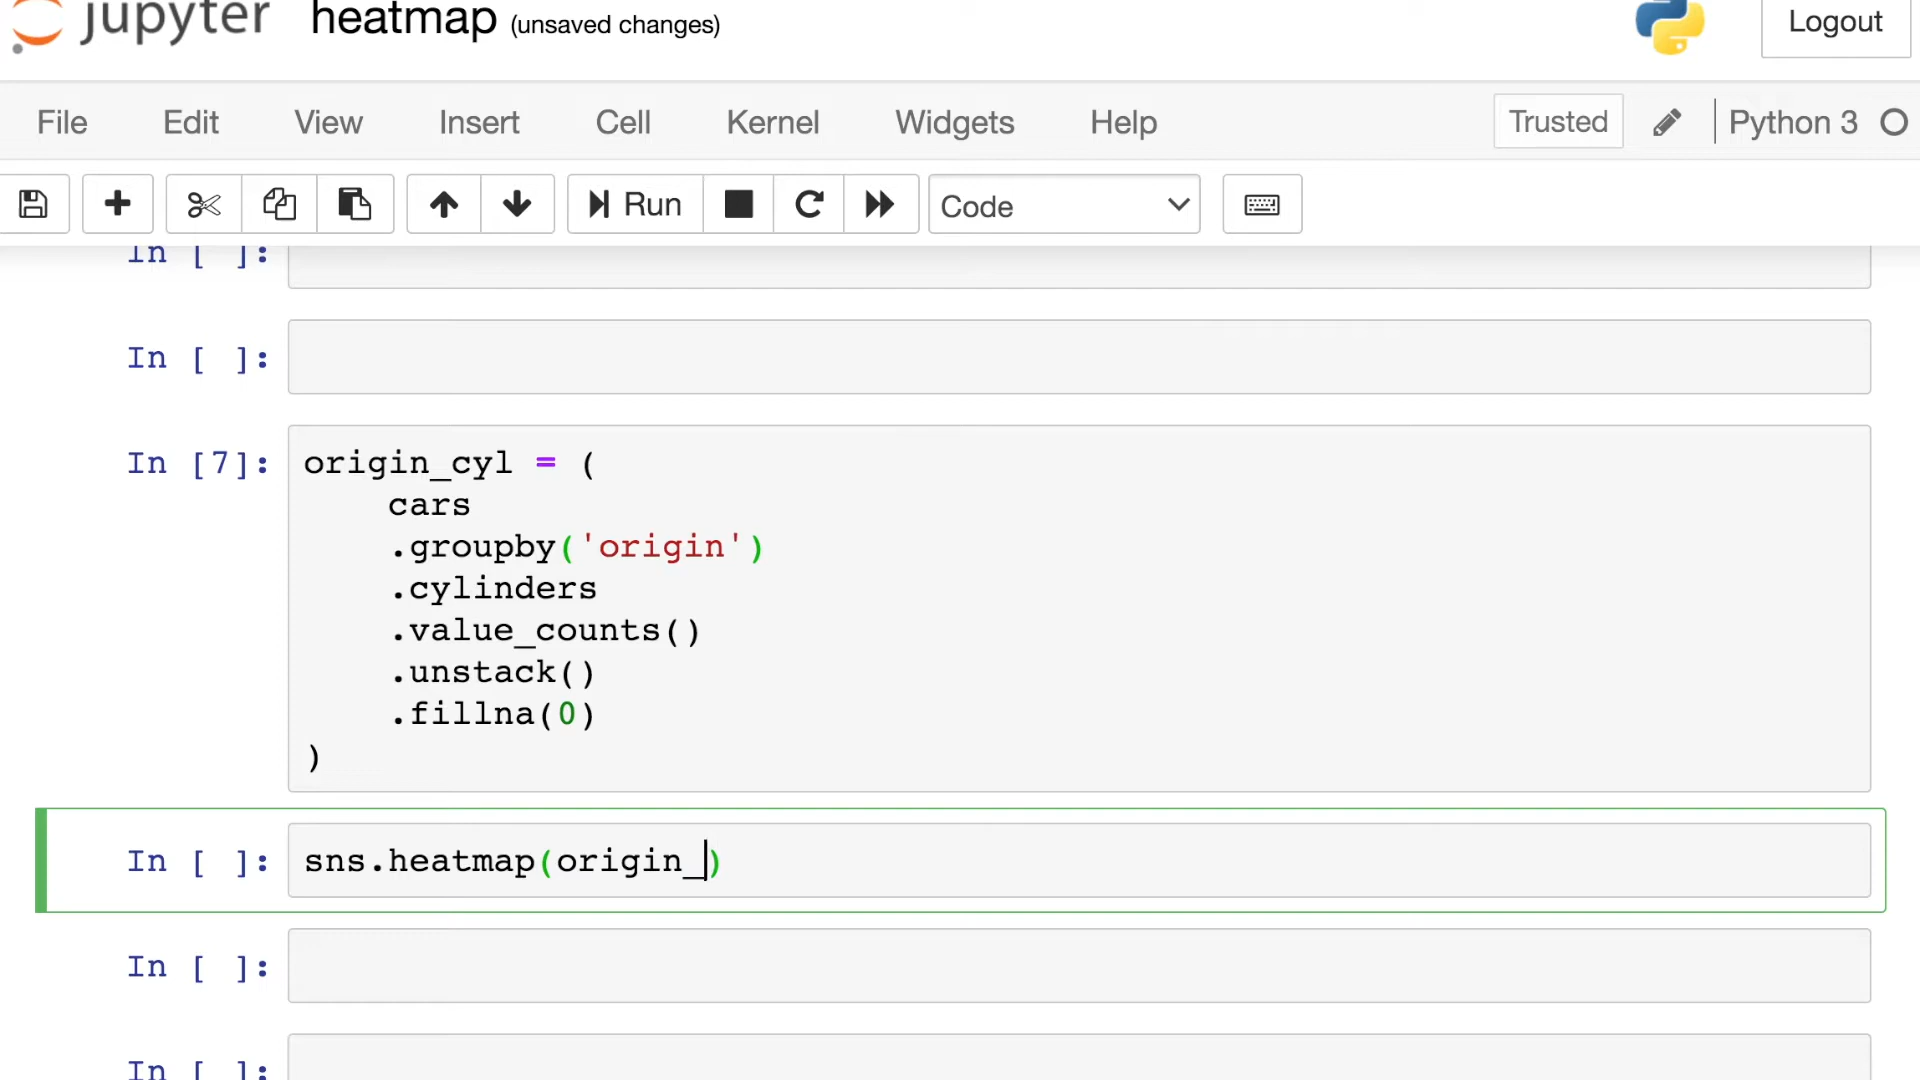 jupyter heatmap (unsaved changes) Logout
File Edit View Insert Cell Kernel Widgets Help Trusted Python 3
Run Code
In [ ]:
In [ ]:
In [7]: origin_cyl = (
cars
.groupby('origin')
.cylinders
.value_counts()
.unstack()
.fillna(0)
)
In [ ]: sns.heatmap(origin_)
In [ ]:
In [ ]: